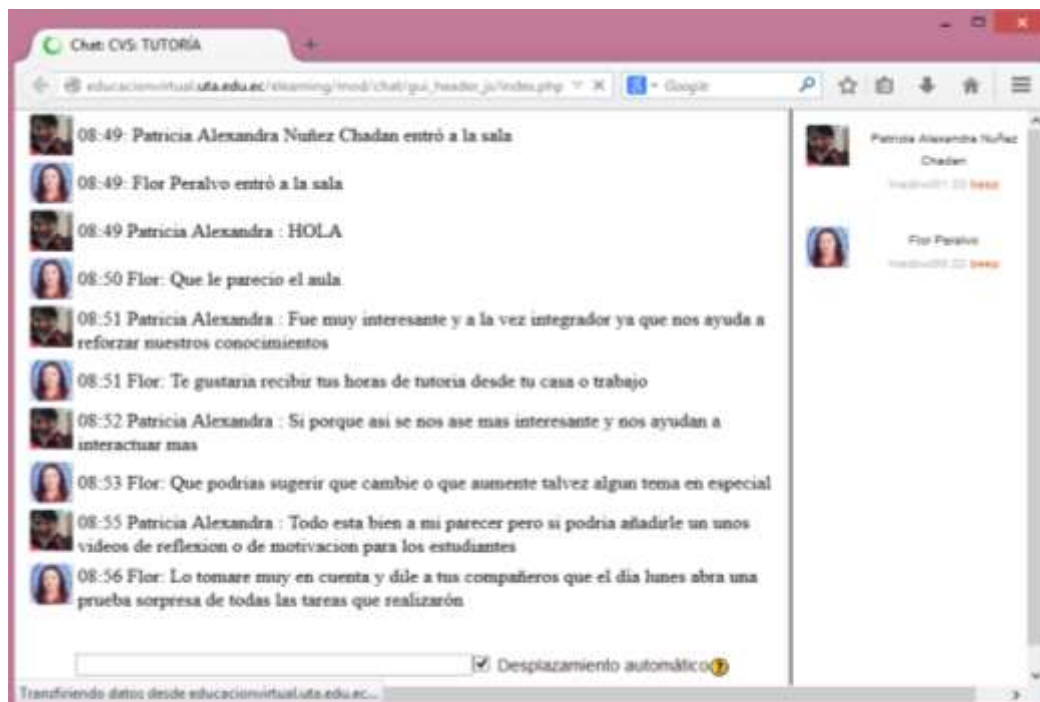 Chat: CVS: TUTORÍA
educacionvirtual.uta.edu.ec/elearning/mod/chat/gui_header_js/index.php
Google
08:49: Patricia Alexandra Nuñez Chadan entró a la sala
08:49: Flor Peralvo entró a la sala
08:49 Patricia Alexandra : HOLA
08:50 Flor: Que le parecio el aula
08:51 Patricia Alexandra : Fue muy interesante y a la vez integrador ya que nos ayuda a
reforzar nuestros conocimientos
08:51 Flor: Te gustaria recibir tus horas de tutoria desde tu casa o trabajo
08:52 Patricia Alexandra : Si porque asi se nos ase mas interesante y nos ayudan a
interactuar mas
08:53 Flor: Que podrias sugerir que cambie o que aumente talvez algun tema en especial
08:55 Patricia Alexandra : Todo esta bien a mi parecer pero si podria añadirle un unos
videos de reflexion o de motivacion para los estudiantes
08:56 Flor: Lo tomare muy en cuenta y dile a tus compañeros que el dia lunes abra una
prueba sorpresa de todas las tareas que realizarón
Desplazamiento automático
Transfiriendo datos desde educacionvirtual.uta.edu.ec...
Patricia Alexandra Nuñez
Chadan
beep
Flor Peralvo
beep